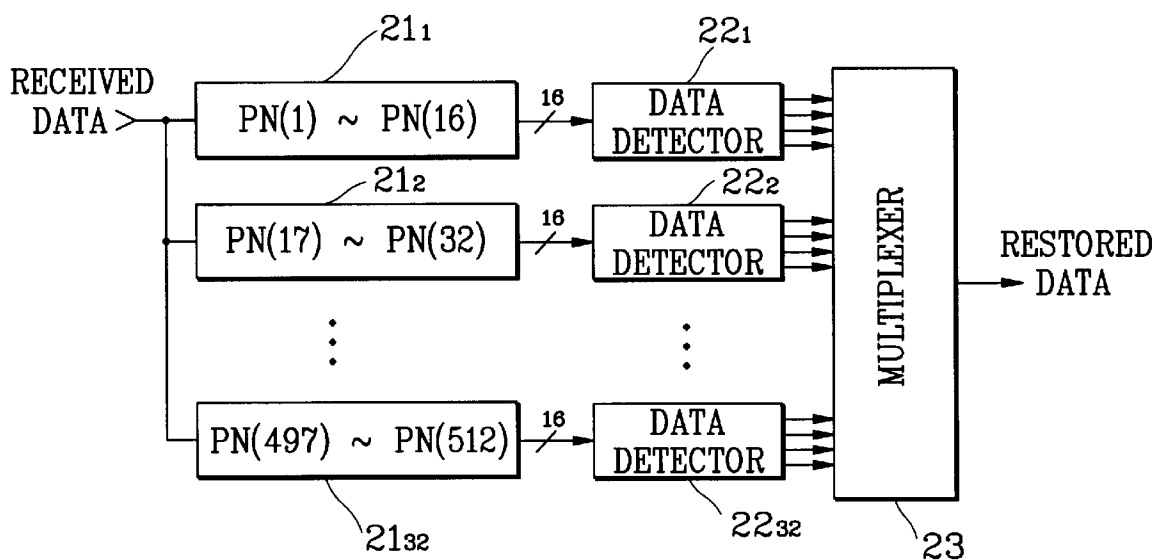 21₁
22₁
RECEIVED
DATA
PN(1) ~ PN(16)
16
DATA
DETECTOR
21₂
22₂
PN(17) ~ PN(32)
16
DATA
DETECTOR
MULTIPLEXER
RESTORED
DATA
PN(497) ~ PN(512)
16
DATA
DETECTOR
21₃₂
22₃₂
23